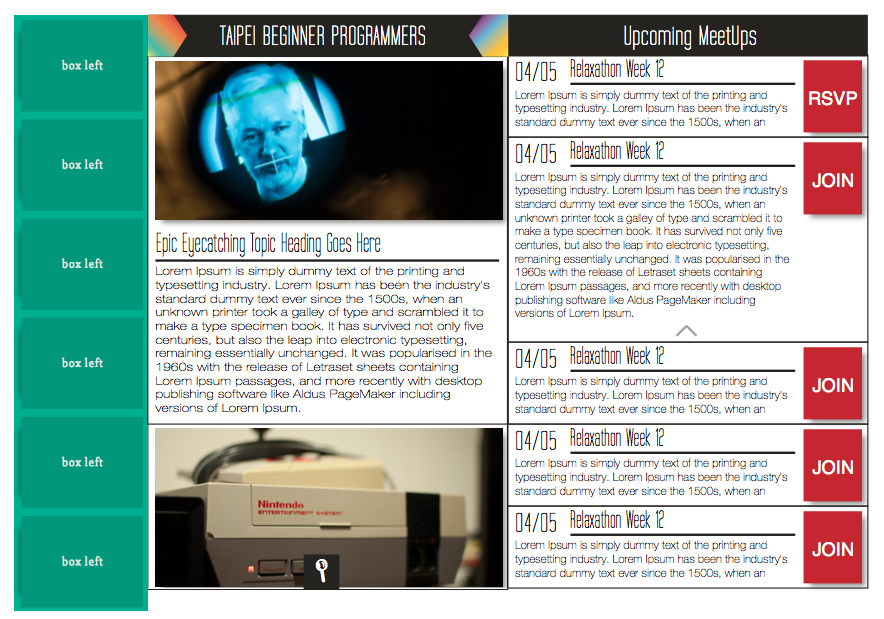 box left
box left
box left
box left
box left
box left
TAIPEI BEGINNER PROGRAMMERS
Epic Eyecatching Topic Heading Goes Here
Lorem Ipsum is simply dummy text of the printing and
typesetting industry. Lorem Ipsum has been the industry's
standard dummy text ever since the 1500s, when an
unknown printer took a galley of type and scrambled it to
make a type specimen book. It has survived not only five
centuries, but also the leap into electronic typesetting,
remaining essentially unchanged. It was popularised in the
1960s with the release of Letraset sheets containing
Lorem Ipsum passages, and more recently with desktop
publishing software like Aldus PageMaker including
versions of Lorem Ipsum.
Nintendo
ENTERTAINMENT SYSTEM™
Upcoming MeetUps
04/05 Relaxathon Week 12
Lorem Ipsum is simply dummy text of the printing and
typesetting industry. Lorem Ipsum has been the industry's
standard dummy text ever since the 1500s, when an
RSVP
04/05 Relaxathon Week 12
Lorem Ipsum is simply dummy text of the printing and
typesetting industry. Lorem Ipsum has been the industry's
standard dummy text ever since the 1500s, when an
unknown printer took a galley of type and scrambled it to
make a type specimen book. It has survived not only five
centuries, but also the leap into electronic typesetting,
remaining essentially unchanged. It was popularised in the
1960s with the release of Letraset sheets containing
Lorem Ipsum passages, and more recently with desktop
publishing software like Aldus PageMaker including
versions of Lorem Ipsum.
JOIN
04/05 Relaxathon Week 12
Lorem Ipsum is simply dummy text of the printing and
typesetting industry. Lorem Ipsum has been the industry's
standard dummy text ever since the 1500s, when an
JOIN
04/05 Relaxathon Week 12
Lorem Ipsum is simply dummy text of the printing and
typesetting industry. Lorem Ipsum has been the industry's
standard dummy text ever since the 1500s, when an
JOIN
04/05 Relaxathon Week 12
Lorem Ipsum is simply dummy text of the printing and
typesetting industry. Lorem Ipsum has been the industry's
standard dummy text ever since the 1500s, when an
JOIN